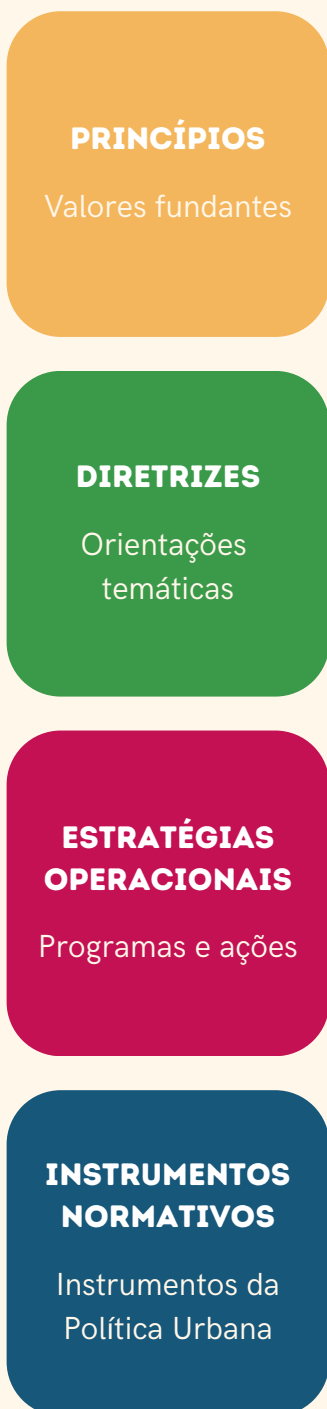 PRINCÍPIOS
Valores fundantes
DIRETRIZES
Orientações
temáticas
ESTRATÉGIAS
OPERACIONAIS
Programas e ações
INSTRUMENTOS
NORMATIVOS
Instrumentos da
Política Urbana